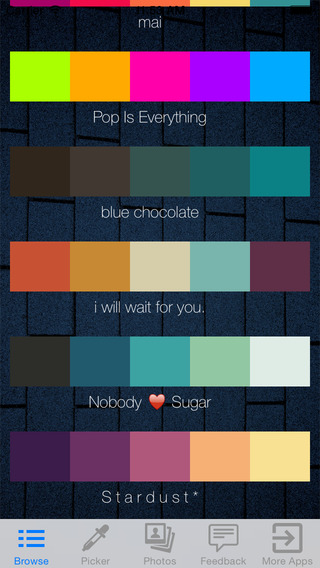 mai
Pop Is Everything
blue chocolate
i will wait for you.
Nobody ❤️ Sugar
Stardust*
Browse
Picker
Photos
Feedback
More Apps